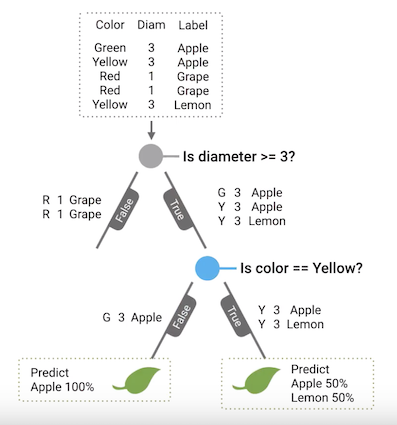 Color Diam Label
Green 3 Apple
Yellow 3 Apple
Red 1 Grape
Red 1 Grape
Yellow 3 Lemon
Is diameter >= 3?
R 1 Grape
R 1 Grape
False
True
G 3 Apple
Y 3 Apple
Y 3 Lemon
Is color == Yellow?
G 3 Apple
False
True
Y 3 Apple
Y 3 Lemon
Predict
Apple 100%
Predict
Apple 50%
Lemon 50%